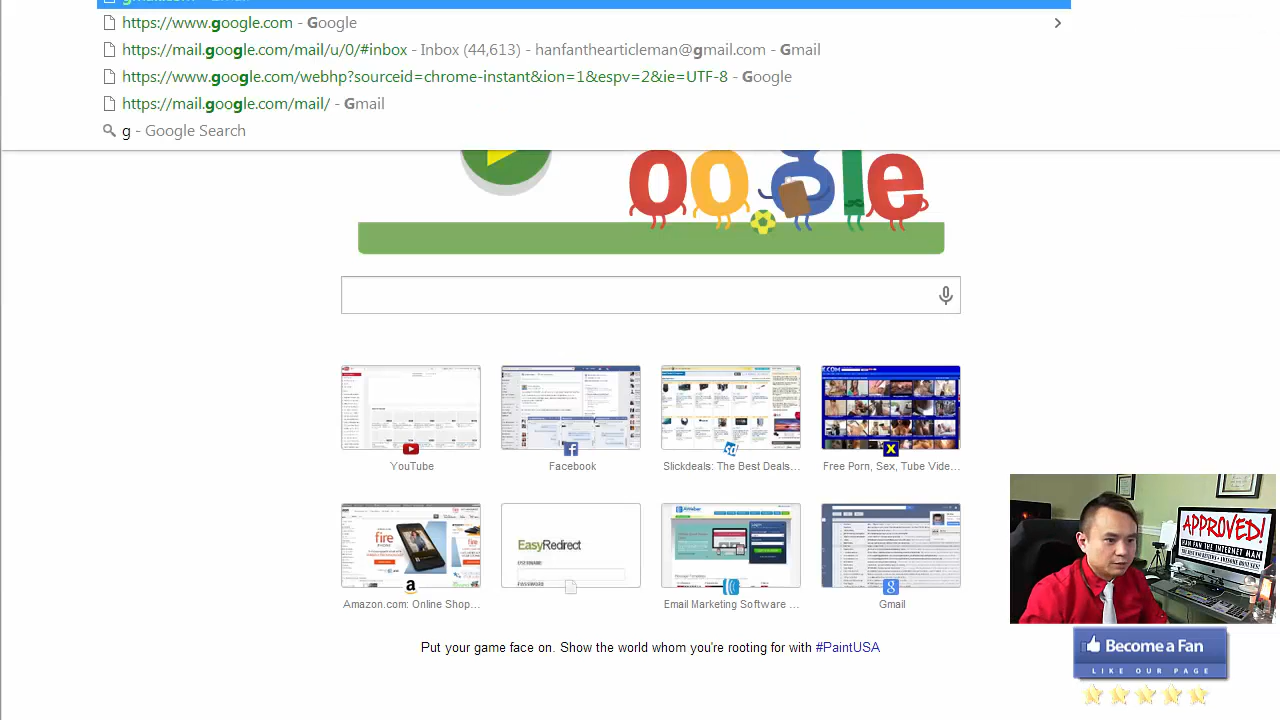 https://www.google.com - Google
https://mail.google.com/mail/u/0/#inbox - Inbox (44,613) - hanfanthearticleman@gmail.com - Gmail
https://www.google.com/webhp?sourceid=chrome-instant&ion=1&espv=2&ie=UTF-8 - Google
https://mail.google.com/mail/ - Gmail
g - Google Search
oogle
YouTube
Facebook
Slickdeals: The Best Deals...
Free Porn, Sex, Tube Vide...
fire
EasyRedirect
USERNAME
PASSWORD
Amazon.com: Online Shop...
Email Marketing Software ...
Gmail
Put your game face on. Show the world whom you're rooting for with #PaintUSA
APPROVED!
Become a Fan
LIKE OUR PAGE